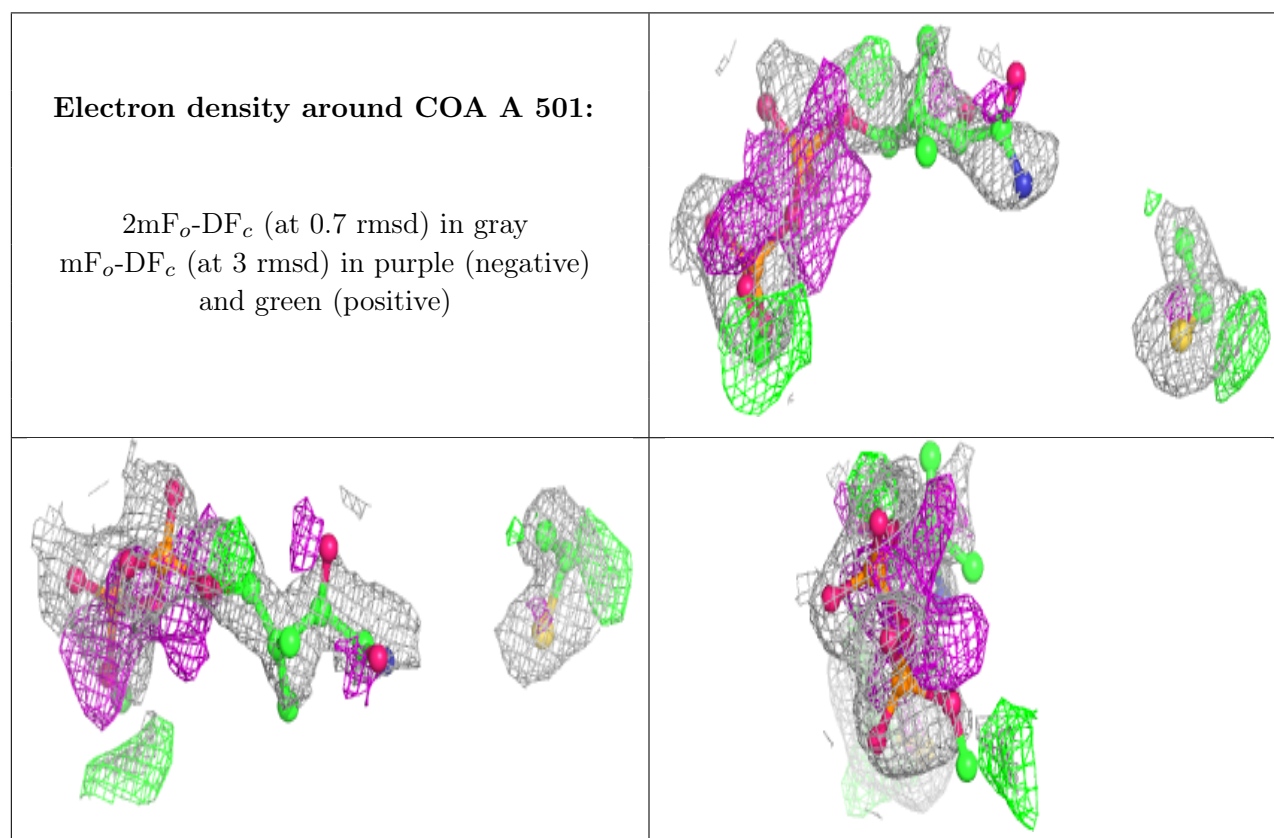 Electron density around COA A 501:
2mFo-DFc (at 0.7 rmsd) in gray
mFo-DFc (at 3 rmsd) in purple (negative)
and green (positive)